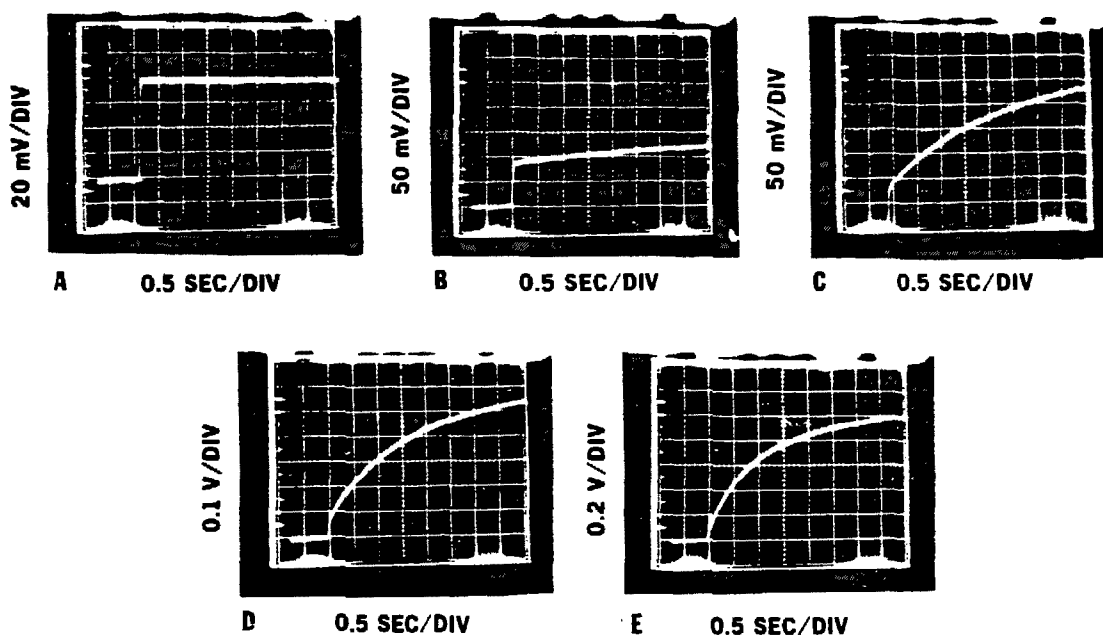 20 mV/DIV
50 mV/DIV
50 mV/DIV
A 0.5 SEC/DIV
B 0.5 SEC/DIV
C 0.5 SEC/DIV
0.1 V/DIV
0.2 V/DIV
D 0.5 SEC/DIV
E 0.5 SEC/DIV